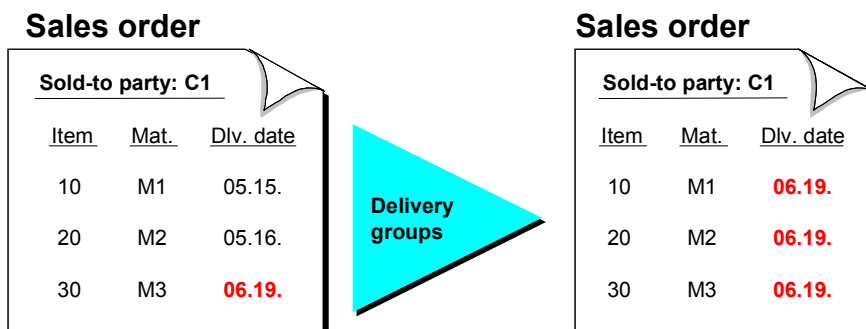 Sales order
Sold-to party: C1
Item Mat. Dlv. date
10 M1 05.15.
20 M2 05.16.
30 M3 06.19.
Delivery
groups
Sales order
Sold-to party: C1
Item Mat. Dlv. date
10 M1 06.19.
20 M2 06.19.
30 M3 06.19.